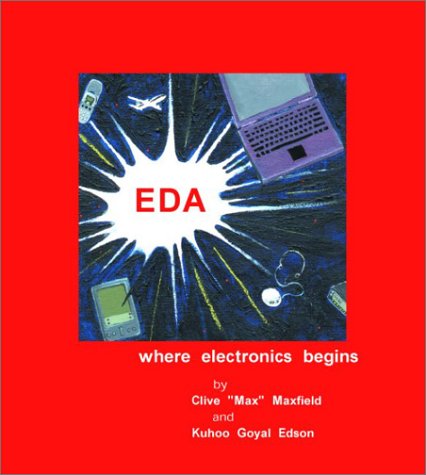 EDA
where electronics begins
by
Clive "Max" Maxfield
and
Kuhoo Goyal Edson